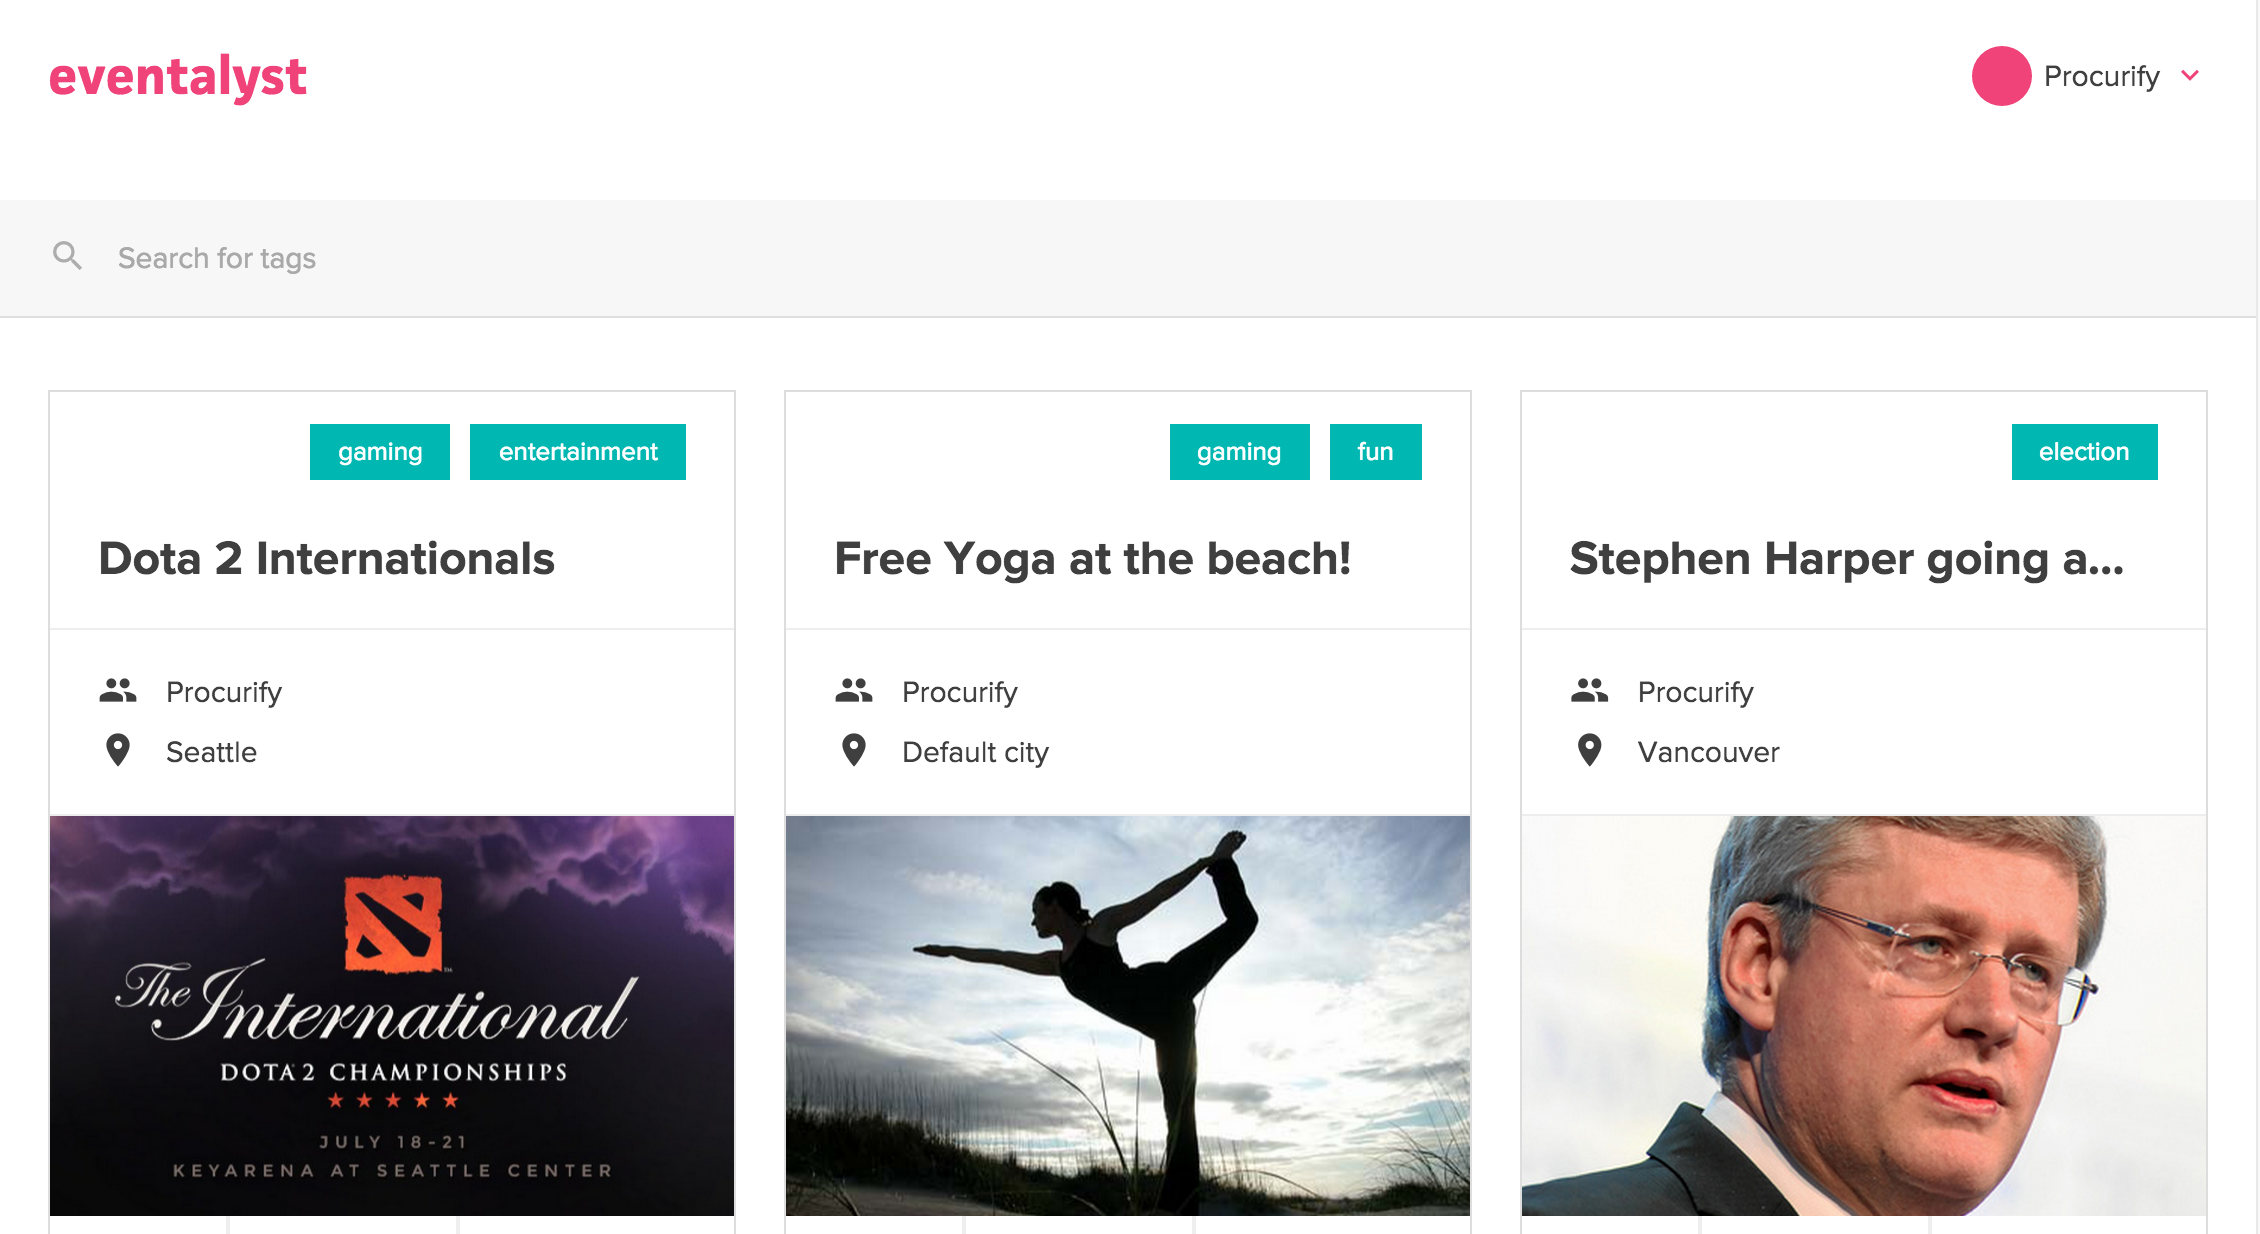 eventalyst
Procurify
Search for tags
gaming
entertainment
Dota 2 Internationals
Procurify
Seattle
The International
DOTA 2 CHAMPIONSHIPS
JULY 18-21
KEYARENA AT SEATTLE CENTER
gaming
fun
Free Yoga at the beach!
Procurify
Default city
election
Stephen Harper going a...
Procurify
Vancouver